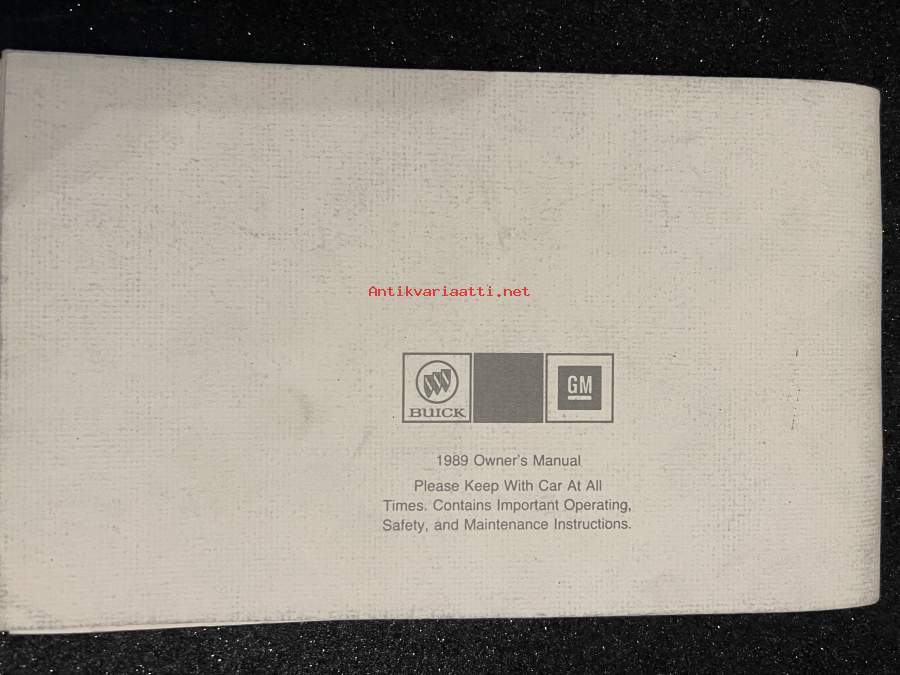 Antikvariaatti.net
BUICK
GM
1989 Owner's Manual
Please Keep With Car At All
Times. Contains Important Operating,
Safety, and Maintenance Instructions.